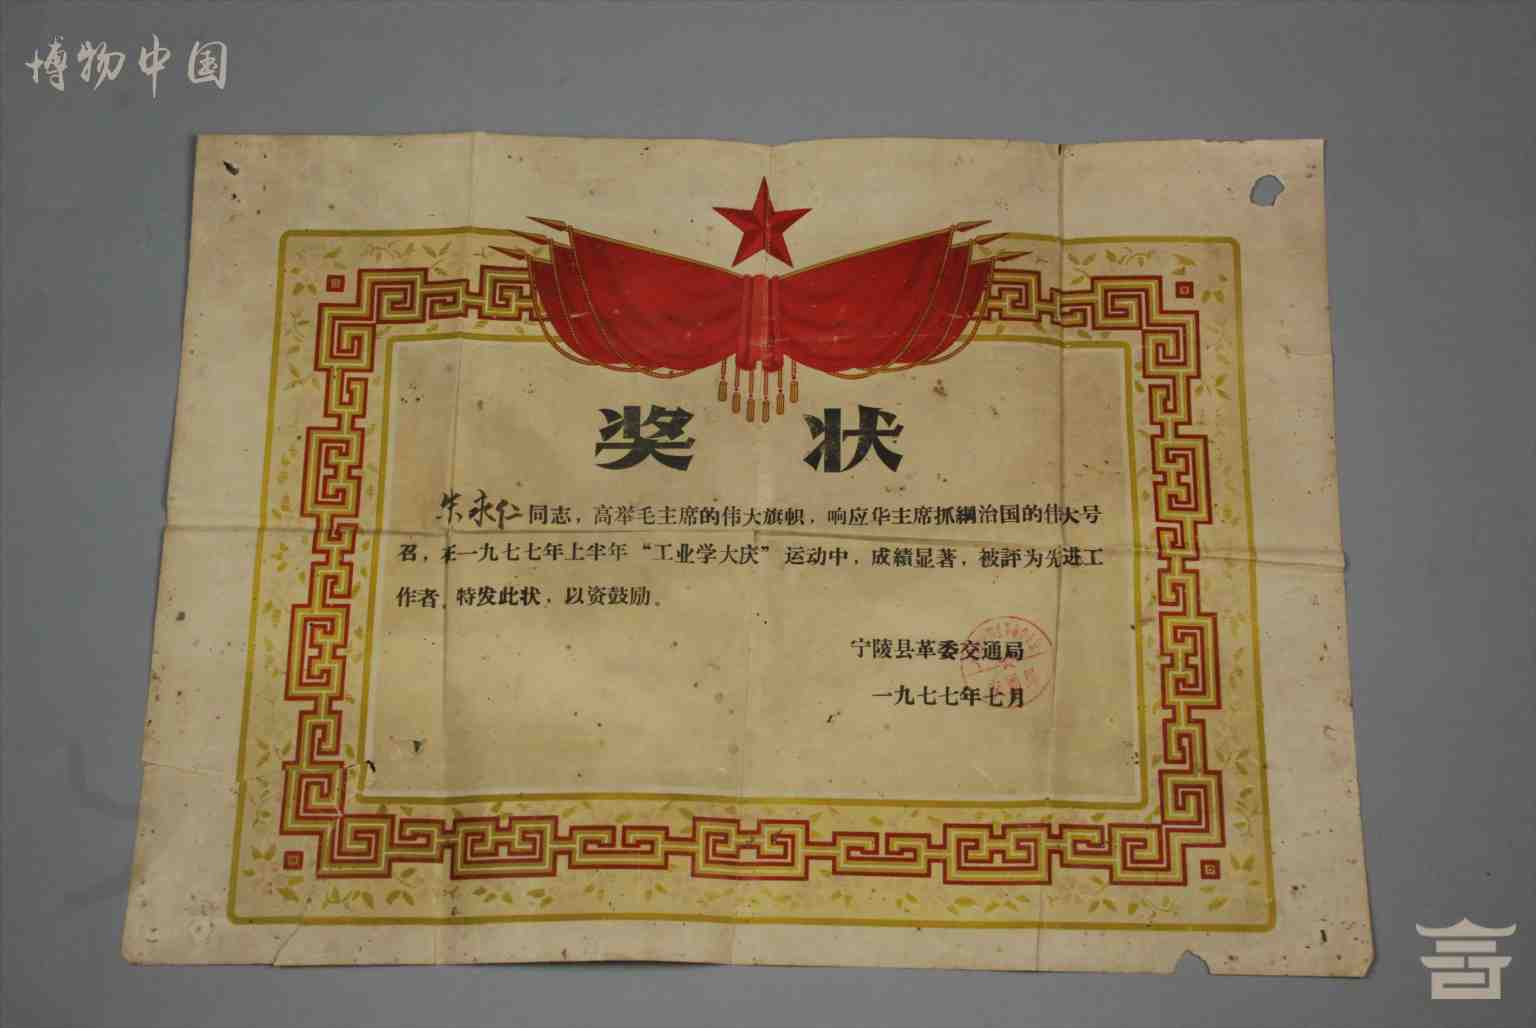 博物中国
奖状
朱永仁同志，高举毛主席的伟大旗帜，响应华主席抓綱治国的伟大号
召，在一九七七年上半年“工业学大庆”运动中，成績显著，被評为先进工
作者，特发此状，以资鼓励。
宁陵县革委交通局
一九七七年七月